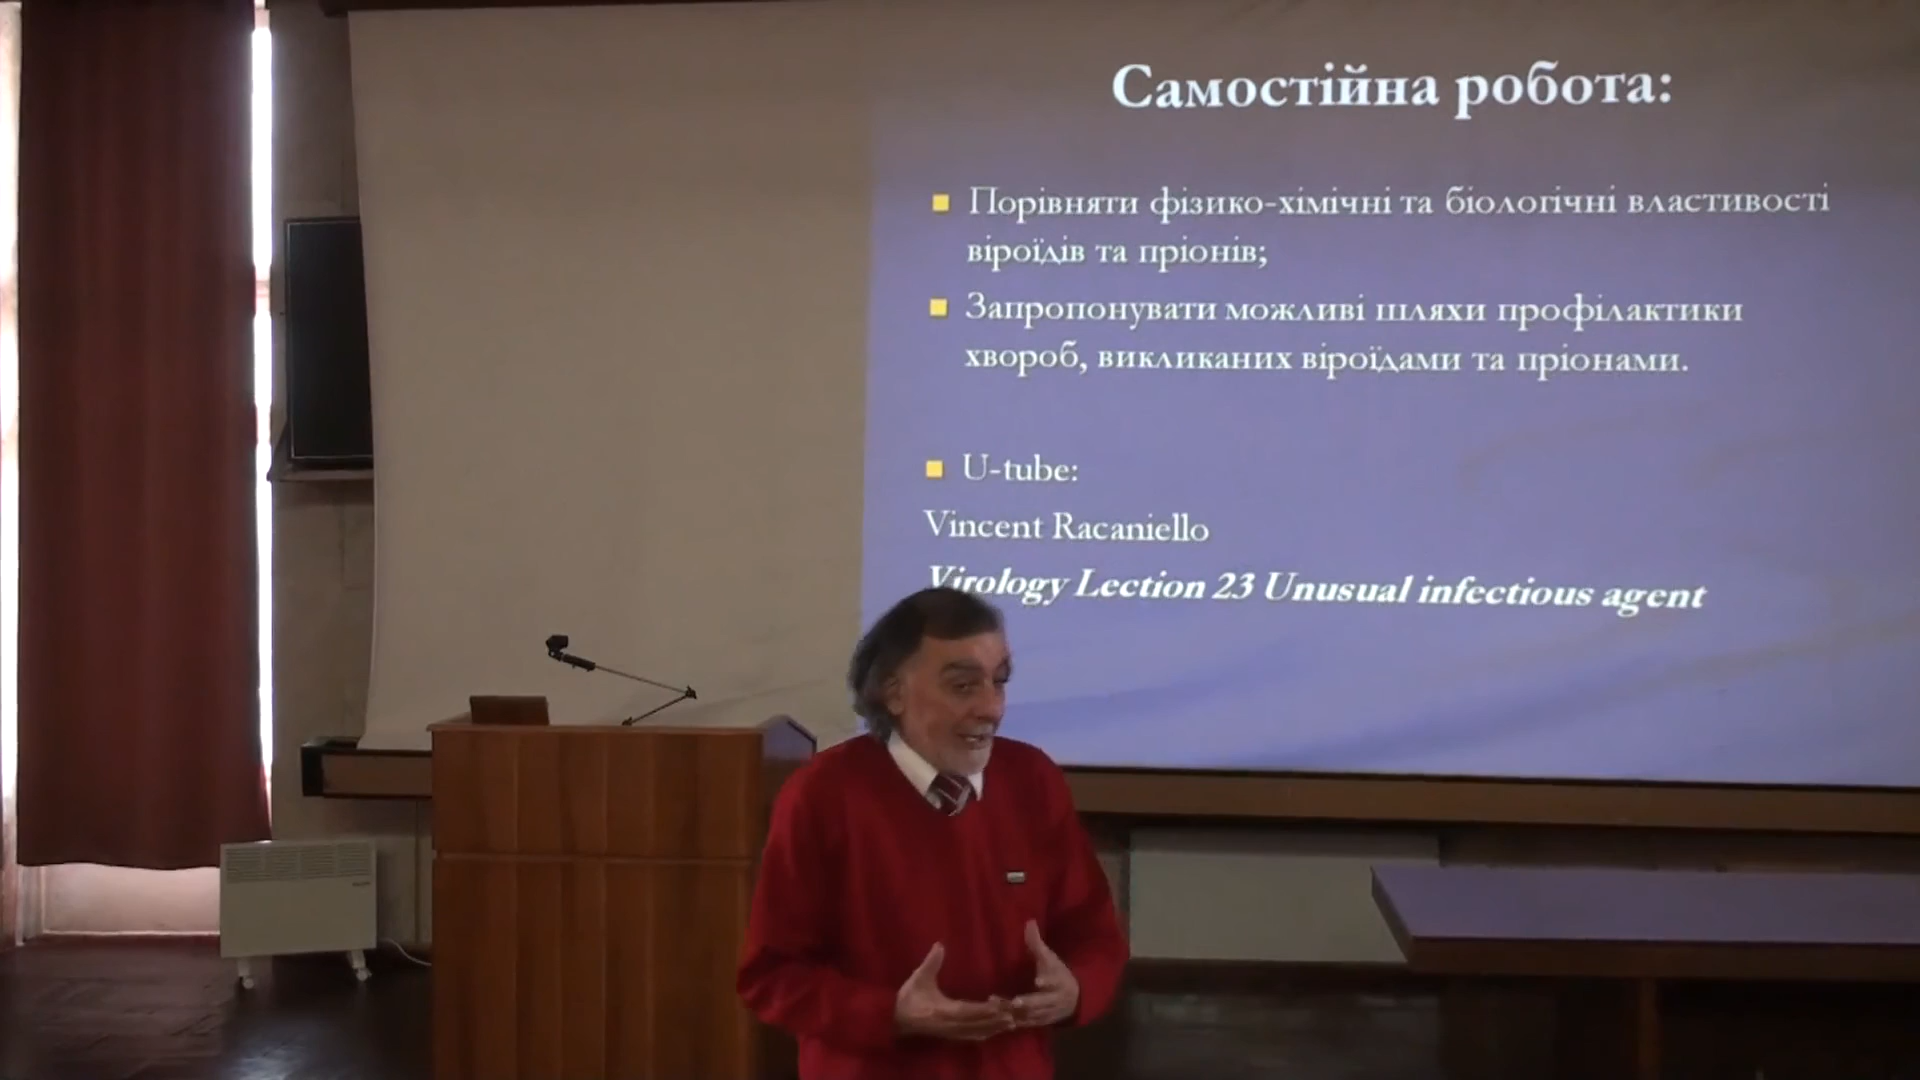 Самостійна робота:
Порівняти фізико-хімічні та біологічні властивості
віроїдів та пріонів;
Запропонувати можливі шляхи профілактики
хвороб, викликаних віроїдами та пріонами.
U-tube:
Vincent Racaniello
Virology Lection 23 Unusual infectious agent